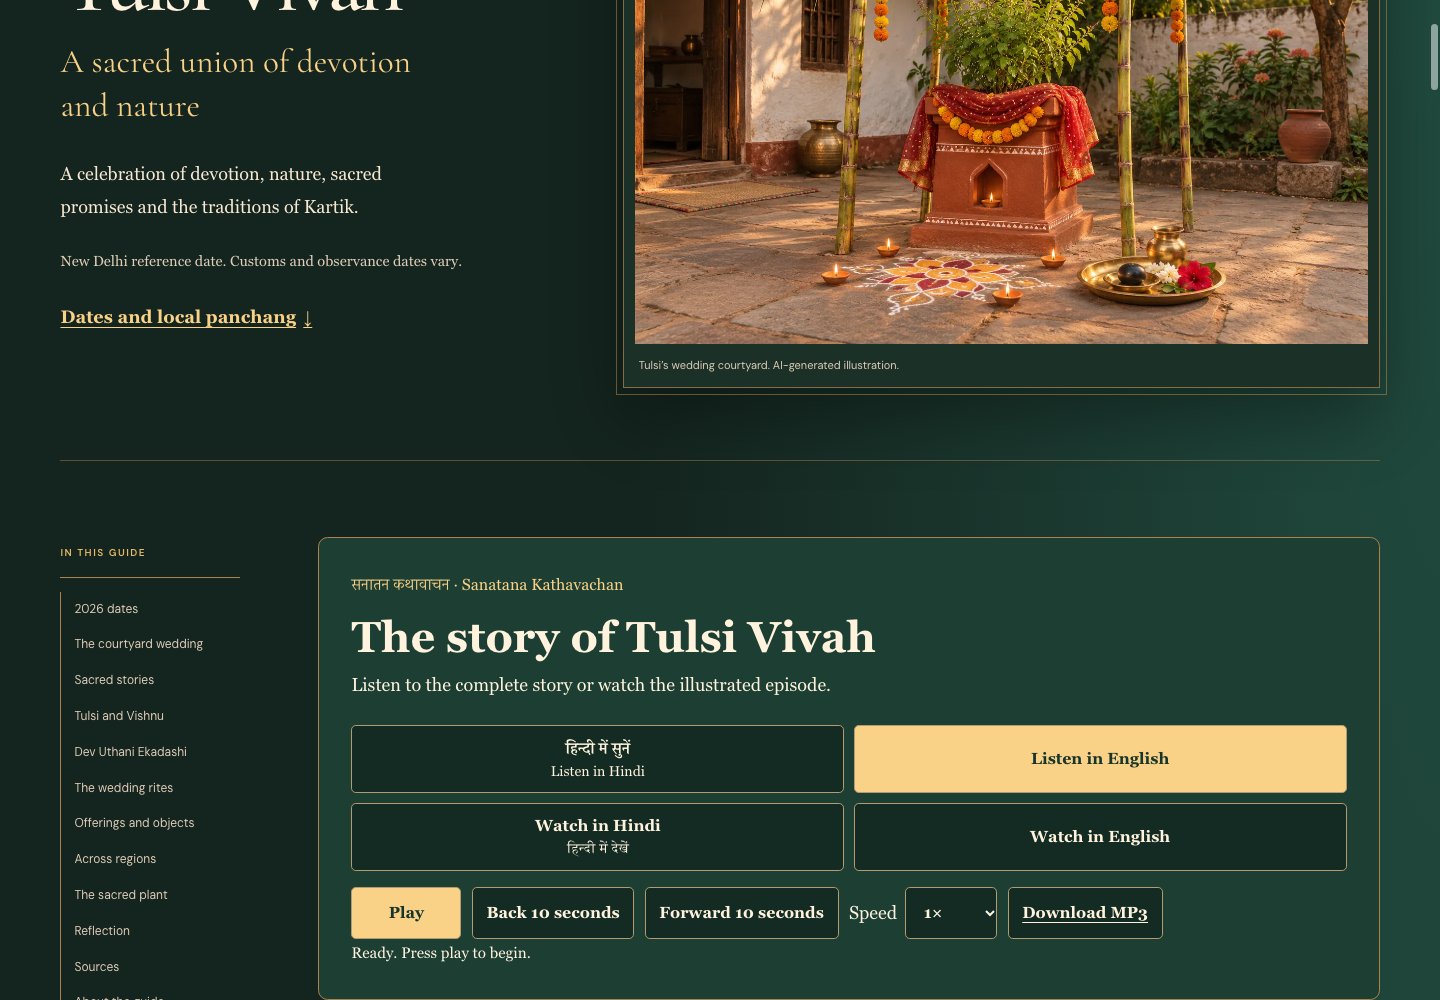 Tulsi Vivah
A sacred union of devotion
and nature
A celebration of devotion, nature, sacred
promises and the traditions of Kartik.
New Delhi reference date. Customs and observance dates vary.
Dates and local panchang ↓
Tulsi's wedding courtyard. AI-generated illustration.
IN THIS GUIDE
2026 dates
The courtyard wedding
Sacred stories
Tulsi and Vishnu
Dev Uthani Ekadashi
The wedding rites
Offerings and objects
Across regions
The sacred plant
Reflection
Sources
About the guide
सनातन कथावाचन · Sanatana Kathavachan
The story of Tulsi Vivah
Listen to the complete story or watch the illustrated episode.
हिन्दी में सुनें
Listen in Hindi
Listen in English
Watch in Hindi
हिन्दी में देखें
Watch in English
Play
Back 10 seconds
Forward 10 seconds
Speed
1×
Download MP3
Ready. Press play to begin.